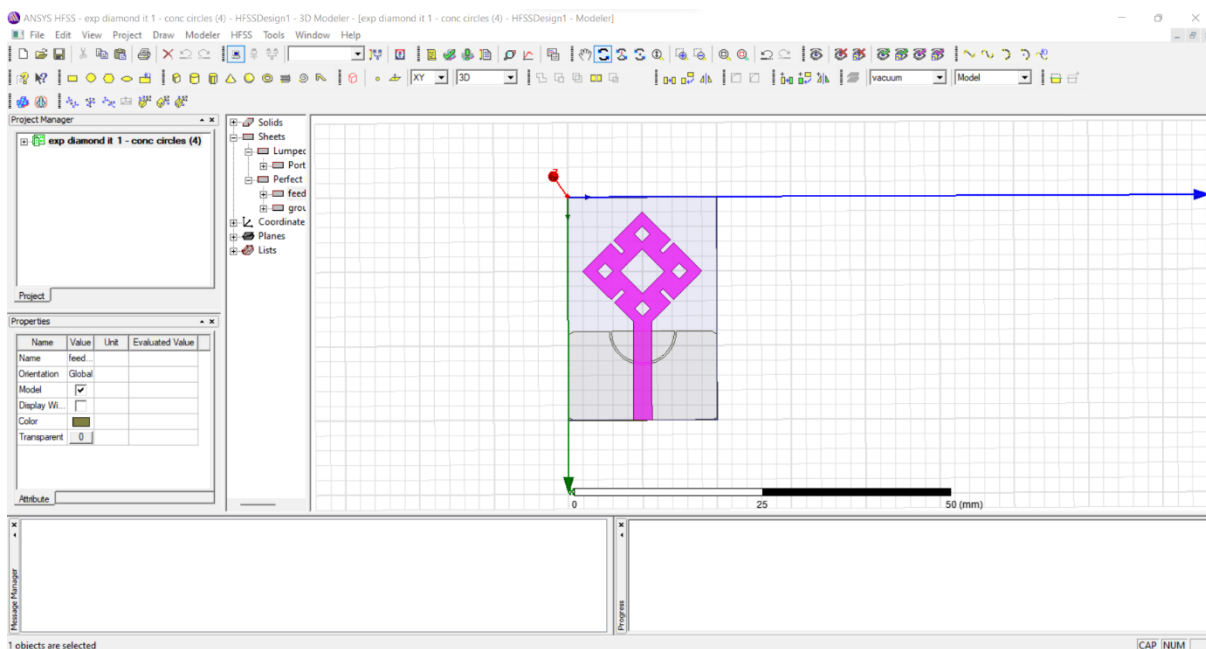 ANSYS HFSS - exp diamond it 1 - conc circles (4) - HFSSDesign1 - 3D Modeler - [exp diamond it 1 - conc circles (4) - HFSSDesign1 - Modeler]
File Edit View Project Draw Modeler HFSS Tools Window Help
XY 3D vacuum Model
Project Manager
exp diamond it 1 - conc circles (4)
Project
Properties
Name Value Unit Evaluated Value
Name feed...
Orientation Global
Model
Display Wi...
Color
Transparent 0
Attribute
Solids
Sheets
Lumped
Port
Perfect
feed
grou
Coordinate
Planes
Lists
0 25 50 (mm)
Message Manager
Progress
1 objects are selected
CAP NUM